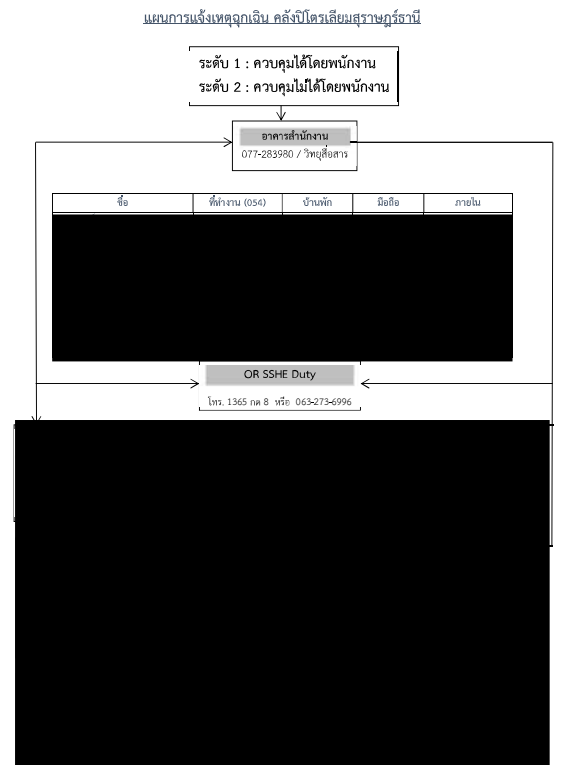 แผนการแจ้งเหตุฉุกเฉิน คลังปิโตรเลียมสุราษฎร์ธานี
ระดับ 1 : ควบคุมได้โดยพนักงาน
ระดับ 2 : ควบคุมไม่ได้โดยพนักงาน
อาคารสำนักงาน
077-283980 / วิทยุสื่อสาร
ชื่อ ที่ทำงาน (054) บ้านพัก มือถือ ภายใน
OR SSHE Duty
โทร. 1365 กด 8 หรือ 063-273-6996